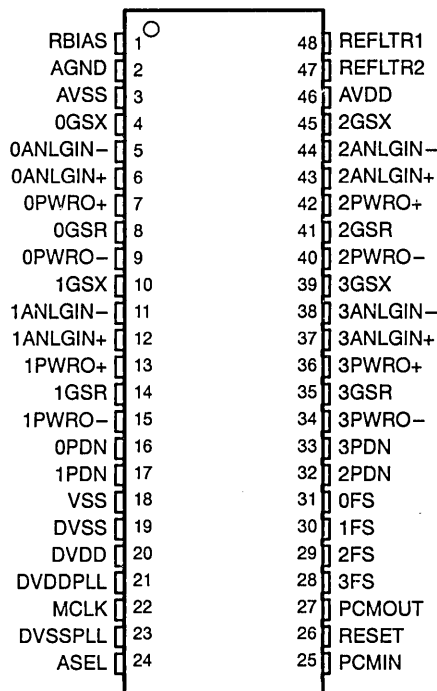 RBIAS 1 48 REFLTR1
AGND 2 47 REFLTR2
AVSS 3 46 AVDD
0GSX 4 45 2GSX
0ANLGIN− 5 44 2ANLGIN−
0ANLGIN+ 6 43 2ANLGIN+
0PWRO+ 7 42 2PWRO+
0GSR 8 41 2GSR
0PWRO− 9 40 2PWRO−
1GSX 10 39 3GSX
1ANLGIN− 11 38 3ANLGIN−
1ANLGIN+ 12 37 3ANLGIN+
1PWRO+ 13 36 3PWRO+
1GSR 14 35 3GSR
1PWRO− 15 34 3PWRO−
0PDN 16 33 3PDN
1PDN 17 32 2PDN
VSS 18 31 0FS
DVSS 19 30 1FS
DVDD 20 29 2FS
DVDDPLL 21 28 3FS
MCLK 22 27 PCMOUT
DVSSPLL 23 26 RESET
ASEL 24 25 PCMIN